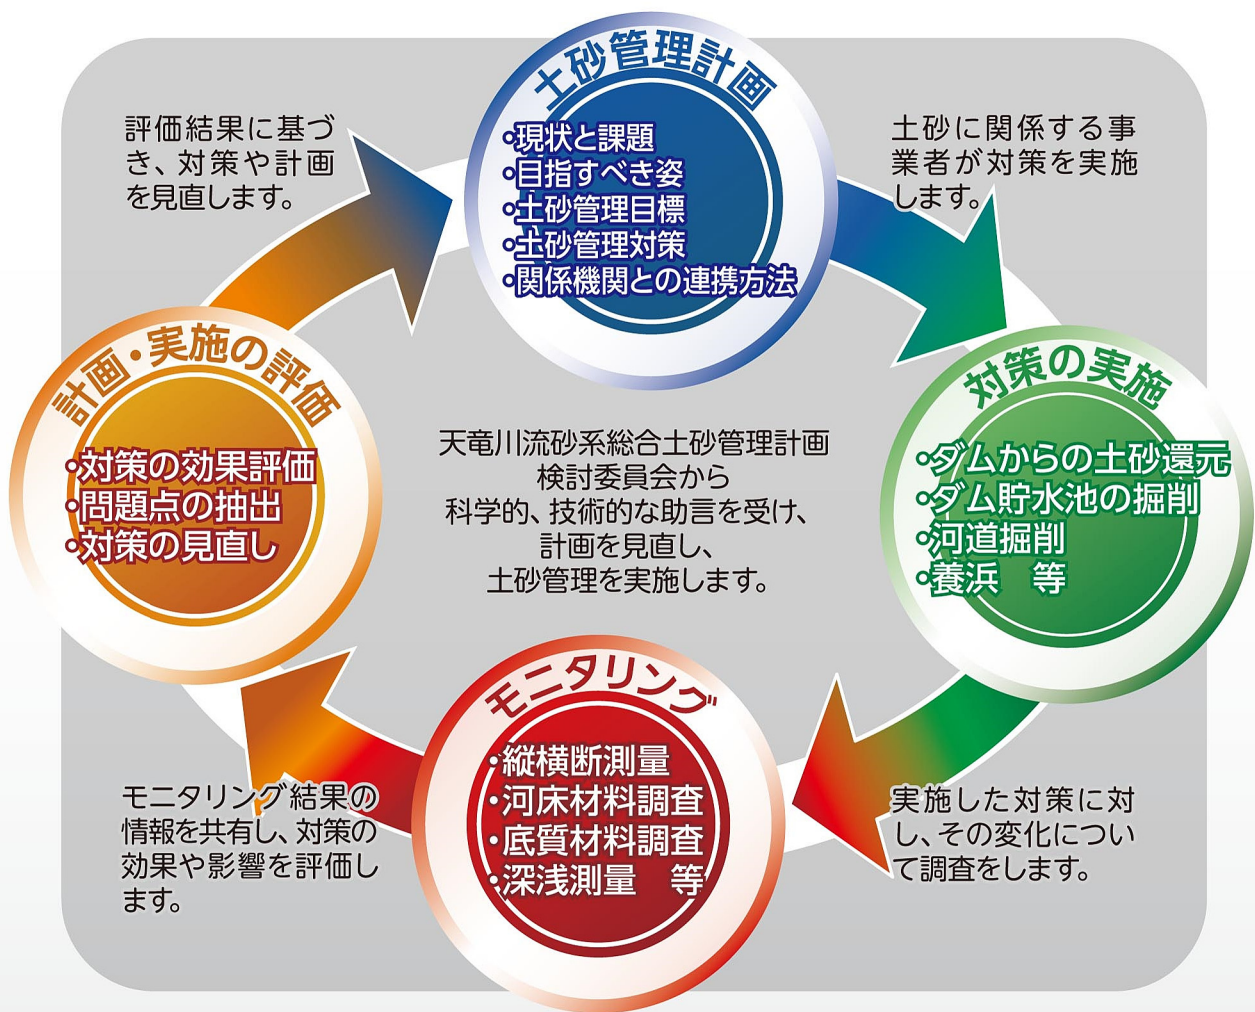 土砂管理計画
・現状と課題
・目指すべき姿
・土砂管理目標
・土砂管理対策
・関係機関との連携方法
土砂に関係する事
業者が対策を実施
します。
対策の実施
・ダムからの土砂還元
・ダム貯水池の掘削
・河道掘削
・養浜　等
実施した対策に対
し、その変化につい
て調査をします。
モニタリング
・縦横断測量
・河床材料調査
・底質材料調査
・深浅測量　等
モニタリング結果の
情報を共有し、対策の
効果や影響を評価し
ます。
計画・実施の評価
・対策の効果評価
・問題点の抽出
・対策の見直し
評価結果に基づ
き、対策や計画
を見直します。
天竜川流砂系総合土砂管理計画
検討委員会から
科学的、技術的な助言を受け、
計画を見直し、
土砂管理を実施します。